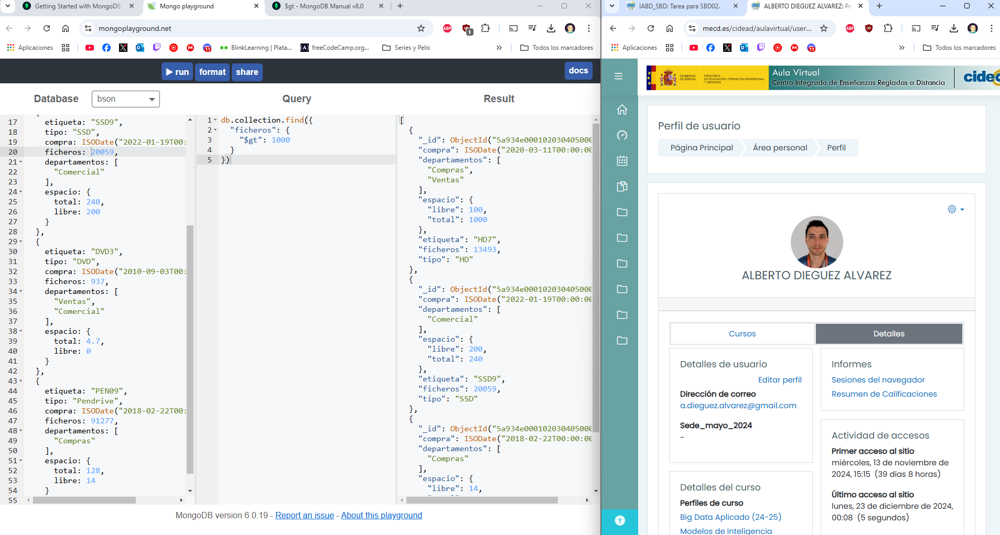 Getting Started with MongoDB
Mongo playground
$gt - MongoDB Manual v8.0
mongoplayground.net
ABP
1
Aplicaciones
BlinkLearning | Plata...
freeCodeCamp.org...
Series y Pelis
Todos los marcadores
run
format
share
docs
Database
bson
Query
Result
17 etiqueta: "SSD9",
18 tipo: "SSD",
19 compra: ISODate("2022-01-19T00:
20 ficheros: 20059,
21 departamentos: [
22 "Comercial"
23 ],
24 espacio: {
25 total: 240,
26 libre: 200
27 }
28 },
29 {
30 etiqueta: "DVD3",
31 tipo: "DVD",
32 compra: ISODate("2010-09-03T00:
33 ficheros: 937,
34 departamentos: [
35 "Ventas",
36 "Comercial"
37 ],
38 espacio: {
39 total: 4.7,
40 libre: 0
41 }
42 },
43 {
44 etiqueta: "PEN09",
45 tipo: "Pendrive",
46 compra: ISODate("2018-02-22T00:
47 ficheros: 91277,
48 departamentos: [
49 "Compras"
50 ],
51 espacio: {
52 total: 128,
53 libre: 14
54 }
55
1 db.collection.find({
2 "ficheros": {
3 "$gt": 1000
4 }
5 })
[
{
"_id": ObjectId("5a934e000102030405000
"compra": ISODate("2020-03-11T00:00:00
"departamentos": [
"Compras",
"Ventas"
],
"espacio": {
"libre": 100,
"total": 1000
},
"etiqueta": "HD7",
"ficheros": 13493,
"tipo": "HD"
},
{
"_id": ObjectId("5a934e000102030405000
"compra": ISODate("2022-01-19T00:00:00
"departamentos": [
"Comercial"
],
"espacio": {
"libre": 200,
"total": 240
},
"etiqueta": "SSD9",
"ficheros": 20059,
"tipo": "SSD"
},
{
"_id": ObjectId("5a934e000102030405000
"compra": ISODate("2018-02-22T00:00:00
"departamentos": [
"Compras"
],
"espacio": {
"libre": 14,
MongoDB version 6.0.19 - Report an issue - About this playground
IABD_SBD: Tarea para SBD02.
ALBERTO DIEGUEZ ALVAREZ: Pe
mecd.es/cidead/aulavirtual/user...
ABP
Aplicaciones
11
Todos los marcadores
GOBIERNO DE ESPAÑA
MINISTERIO DE EDUCACIÓN, FORMACIÓN PROFESIONAL Y DEPORTES
Aula Virtual
Centro Integrado de Enseñanzas Regladas a Distancia
cidea
Perfil de usuario
Página Principal
Área personal
Perfil
ALBERTO DIEGUEZ ALVAREZ
Cursos
Detalles
Detalles de usuario
Editar perfil
Dirección de correo
a.dieguez.alvarez@gmail.com
Sede_mayo_2024
-
Detalles del curso
Perfiles de curso
Big Data Aplicado (24-25)
Modelos de Inteligencia
Informes
Sesiones del navegador
Resumen de Calificaciones
Actividad de accesos
Primer acceso al sitio
miércoles, 13 de noviembre de
2024, 15:15 (39 días 8 horas)
Último acceso al sitio
lunes, 23 de diciembre de 2024,
00:08 (5 segundos)